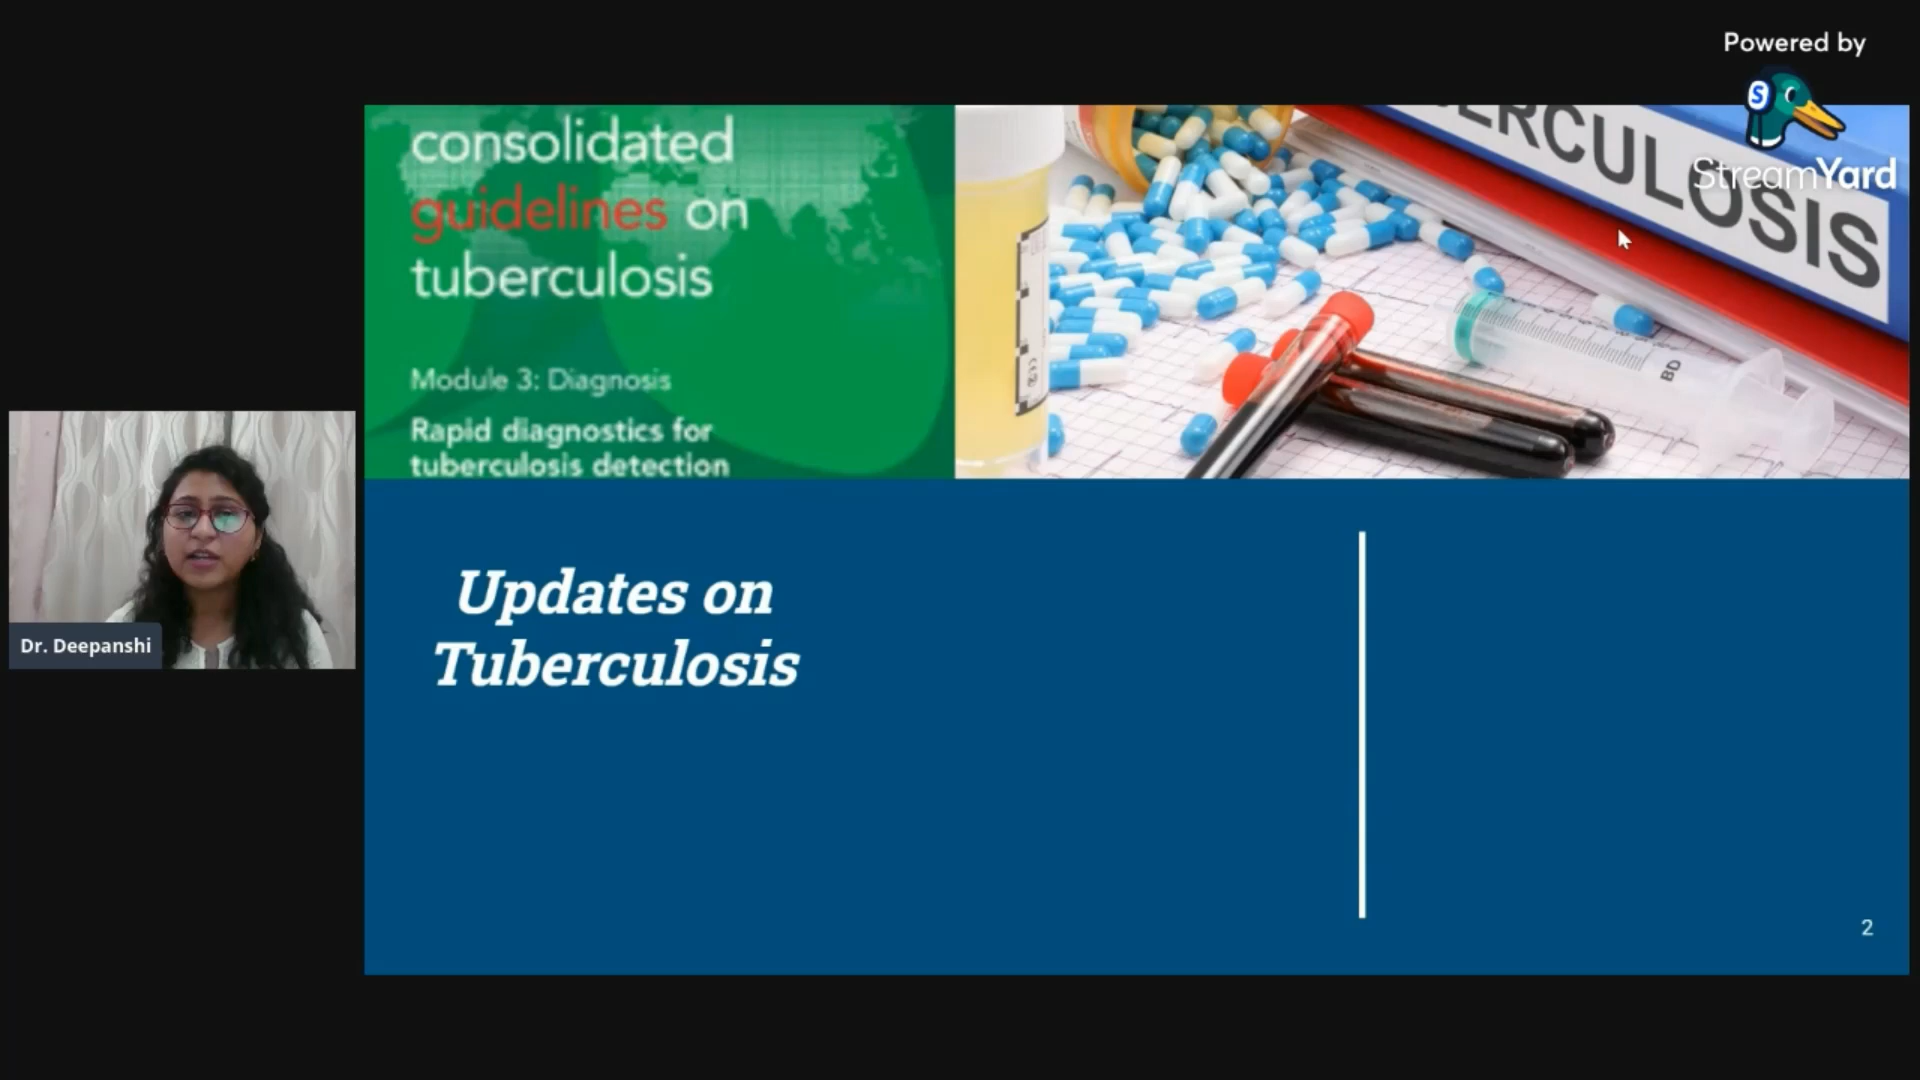 Powered by
StreamYard
consolidated
guidelines on
tuberculosis
Module 3: Diagnosis
Rapid diagnostics for
tuberculosis detection
ERCULOSIS
BD
Updates on
Tuberculosis
Dr. Deepanshi
2